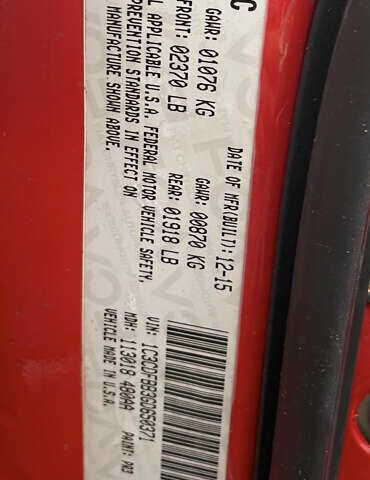 C
DATE OF MFR(BUILT): 12-15
GAWR: 01076 KG GAWR: 00870 KG
FRONT: 02370 LB REAR: 01918 LB
L APPLICABLE U.S.A. FEDERAL MOTOR VEHICLE SAFETY,
PREVENTION STANDARDS IN EFFECT ON
MANUFACTURE SHOWN ABOVE.
VIN: 1C3CDFBB3GD650371
MDH: 113018 480AA PAINT: PR3
VEHICLE MADE IN U.S.A.